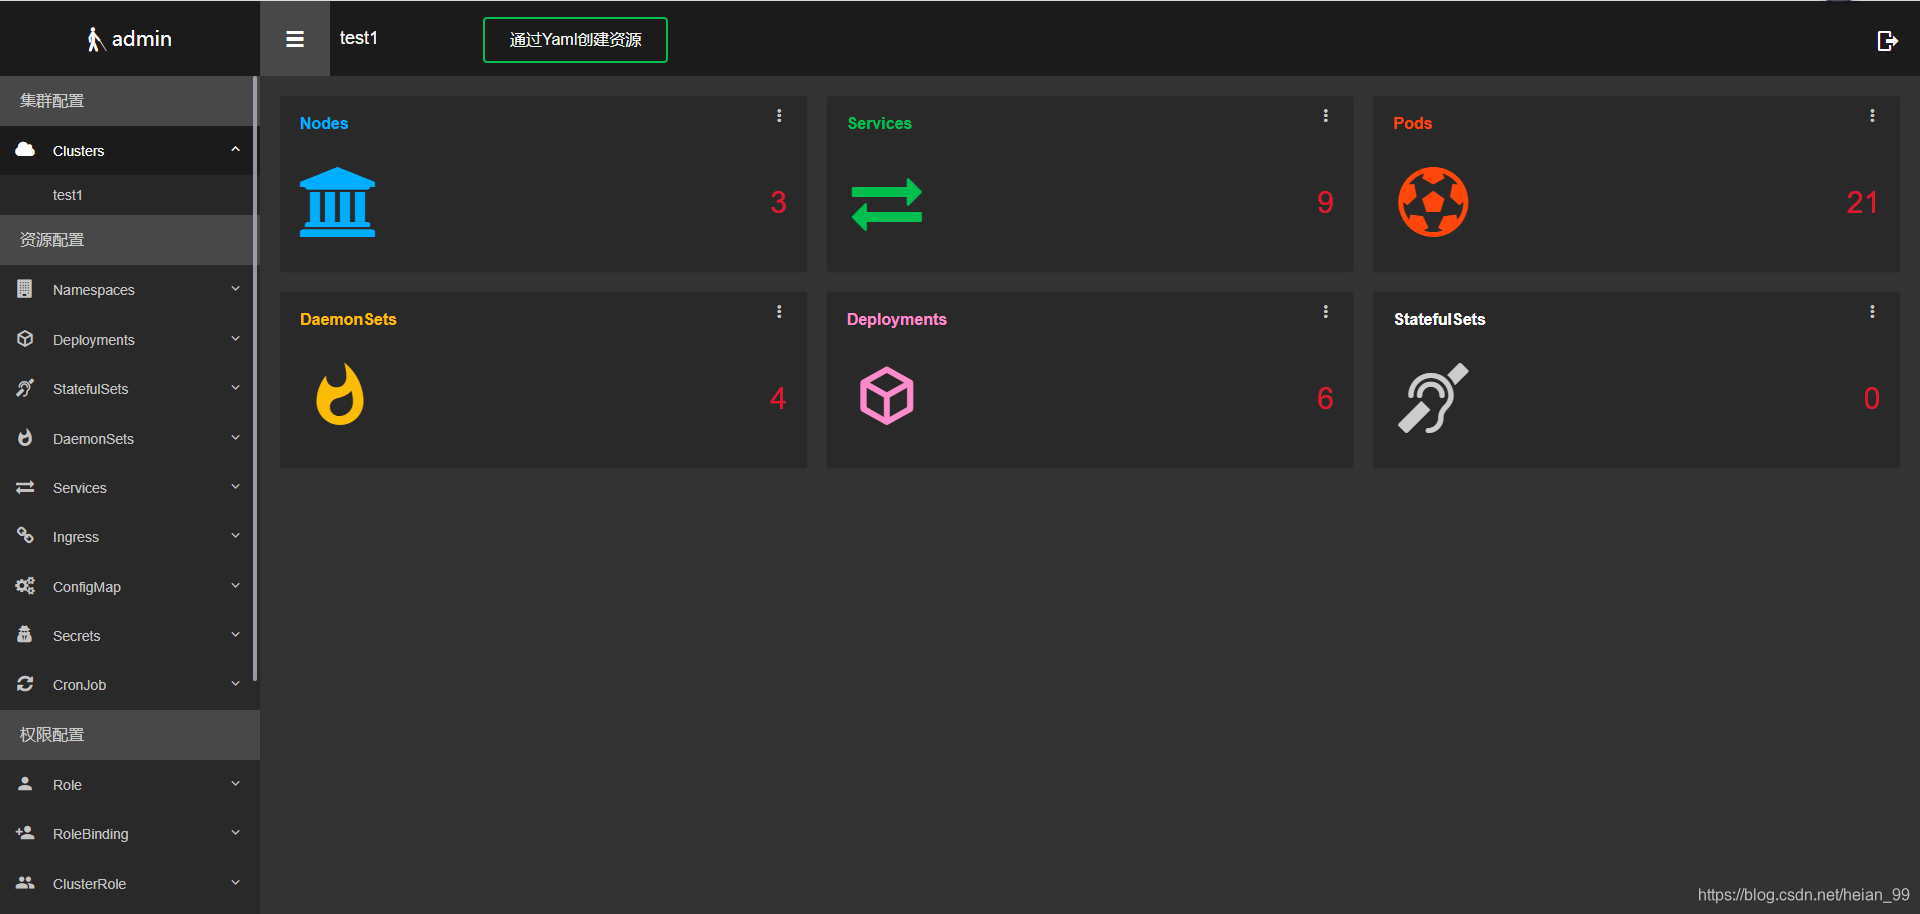 admin
test1
通过Yaml创建资源
集群配置
Clusters
test1
资源配置
Namespaces
Deployments
StatefulSets
DaemonSets
Services
Ingress
ConfigMap
Secrets
CronJob
权限配置
Role
RoleBinding
ClusterRole
Nodes
3
Services
9
Pods
21
DaemonSets
4
Deployments
6
StatefulSets
0
https://blog.csdn.net/heian_99